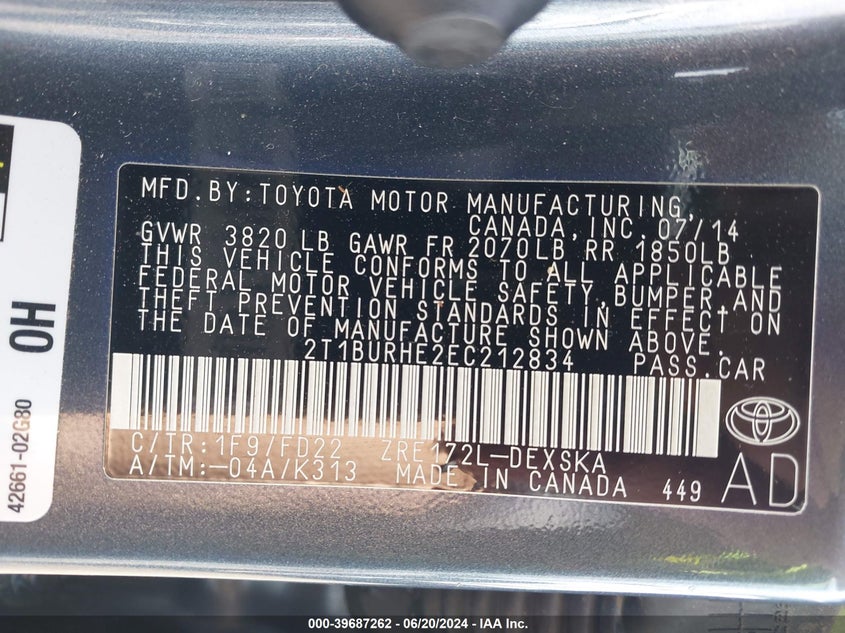 MFD.BY:TOYOTA MOTOR MANUFACTURING,
CANADA,INC. 07/14
GVWR 3820 LB GAWR FR 2070LB RR 1850LB
THIS VEHICLE CONFORMS TO ALL APPLICABLE
FEDERAL MOTOR VEHICLE SAFETY,BUMPER,AND
THEFT PREVENTION STANDARDS IN EFFECT ON
THE DATE OF MANUFACTURE SHOWN ABOVE.
2T1BURHE2EC212834 PASS.CAR
C/TR:1F9/FD22 ZRE172L-DEXSKA
A/TM:-04A/K313 MADE IN CANADA 449
AD
OH
42661-02G80
000-39687262 - 06/20/2024 - IAA Inc.